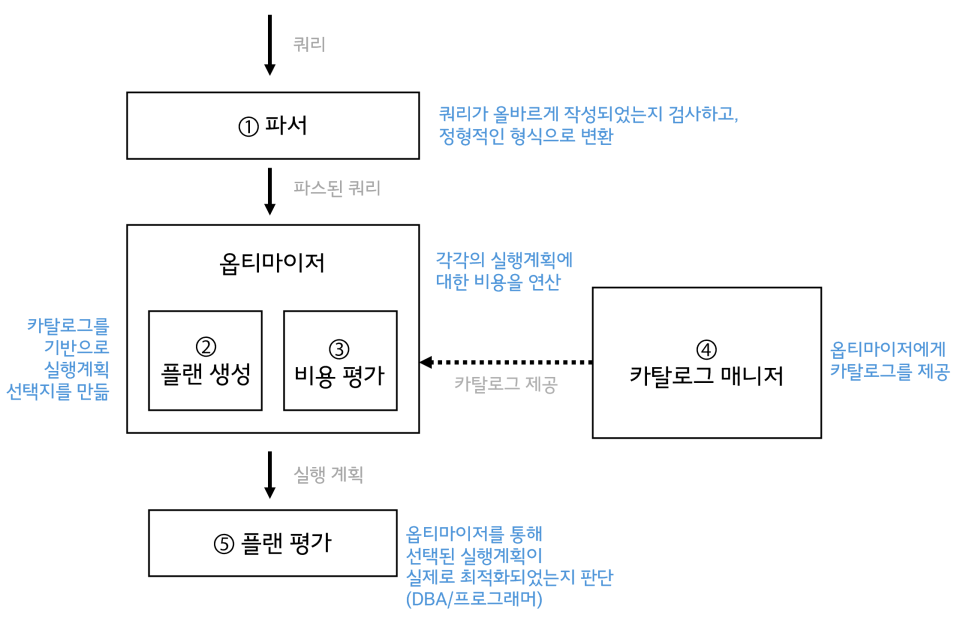 쿼리
① 파서
쿼리가 올바르게 작성되었는지 검사하고,
정형적인 형식으로 변환
파스된 쿼리
옵티마이저
각각의 실행계획에
대한 비용을 연산
카탈로그를
기반으로
실행계획
선택지를 만듦
②
플랜 생성
③
비용 평가
카탈로그 제공
④
카탈로그 매니저
옵티마이저에게
카탈로그를 제공
실행 계획
⑤ 플랜 평가
옵티마이저를 통해
선택된 실행계획이
실제로 최적화되었는지 판단
(DBA/프로그래머)